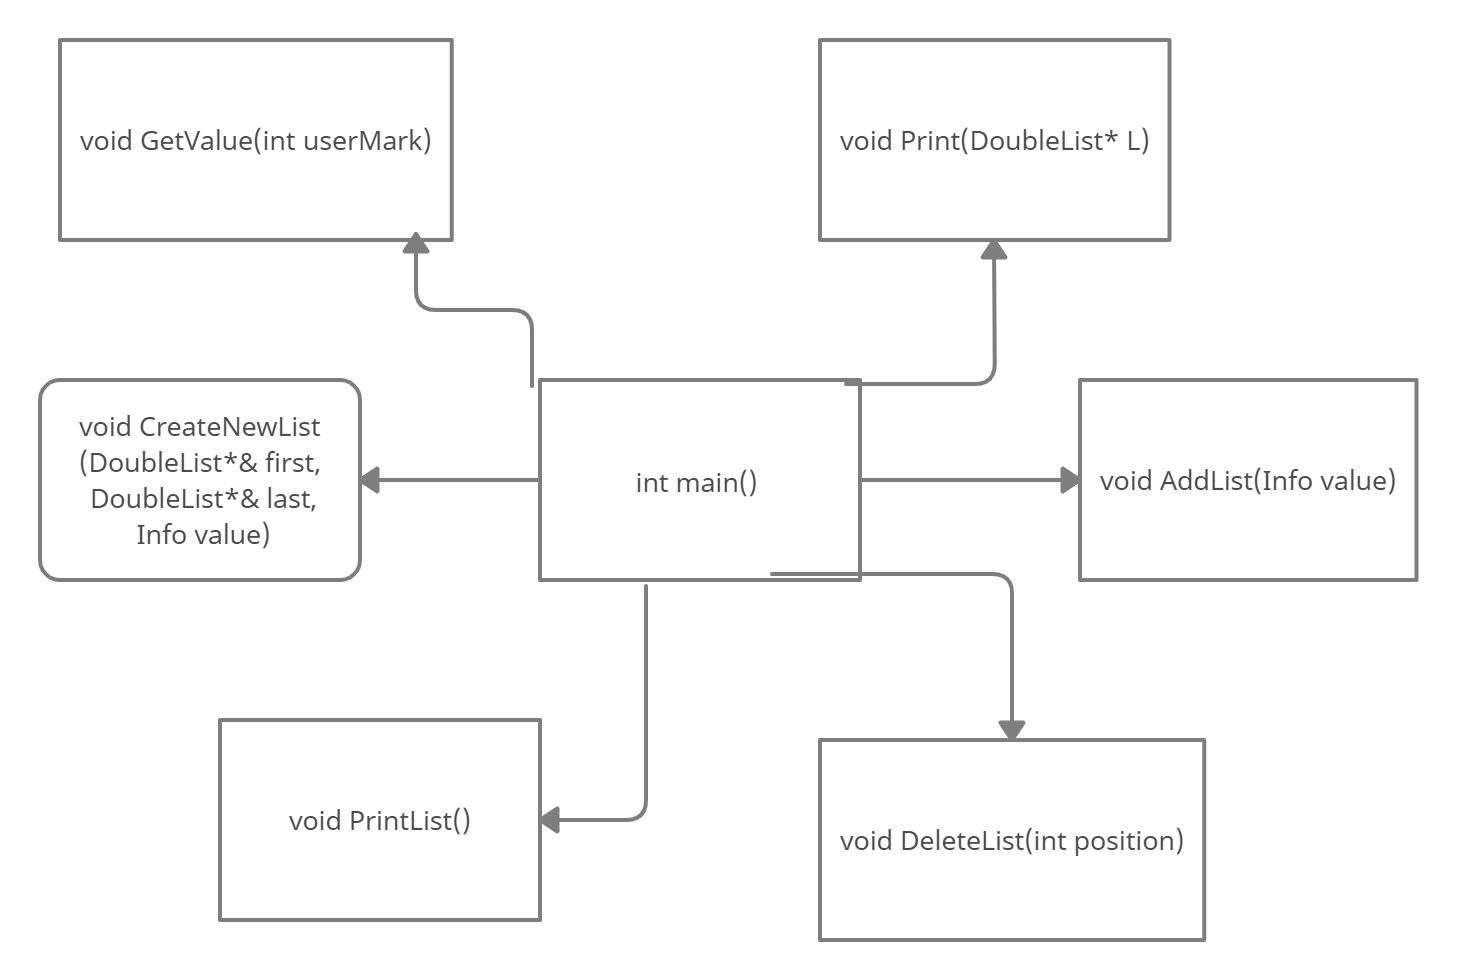 void GetValue(int userMark)
void Print(DoubleList* L)
void CreateNewList
(DoubleList*& first,
DoubleList*& last,
Info value)
int main()
void AddList(Info value)
void PrintList()
void DeleteList(int position)